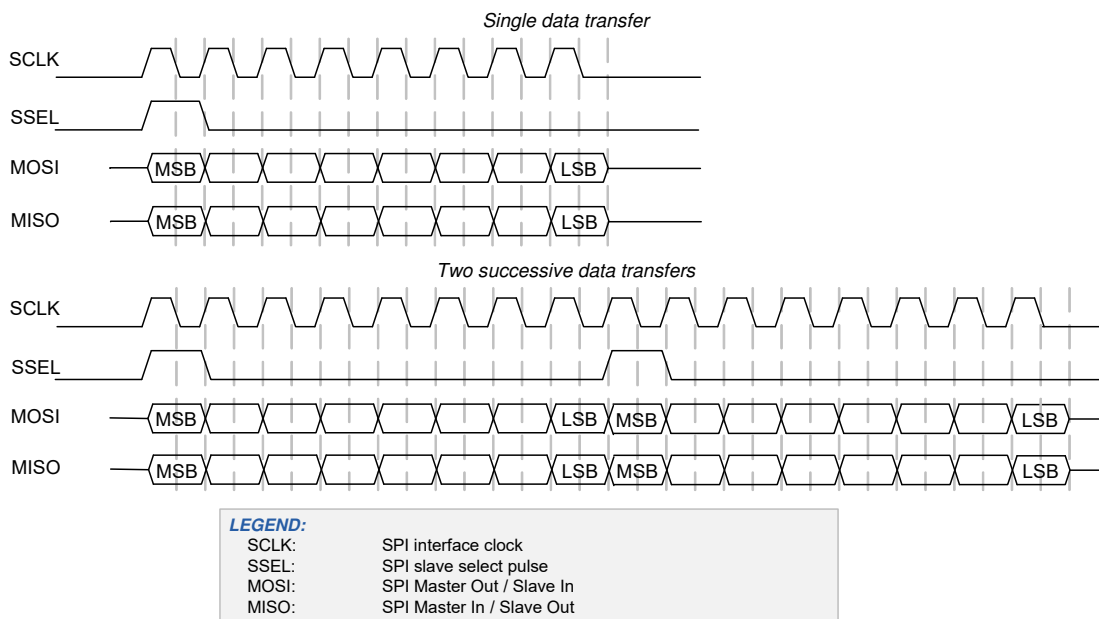 Single data transfer
SCLK
SSEL
MOSI MSB LSB
MISO MSB LSB
Two successive data transfers
SCLK
SSEL
MOSI MSB LSB MSB LSB
MISO MSB LSB MSB LSB
LEGEND:
SCLK: SPI interface clock
SSEL: SPI slave select pulse
MOSI: SPI Master Out / Slave In
MISO: SPI Master In / Slave Out